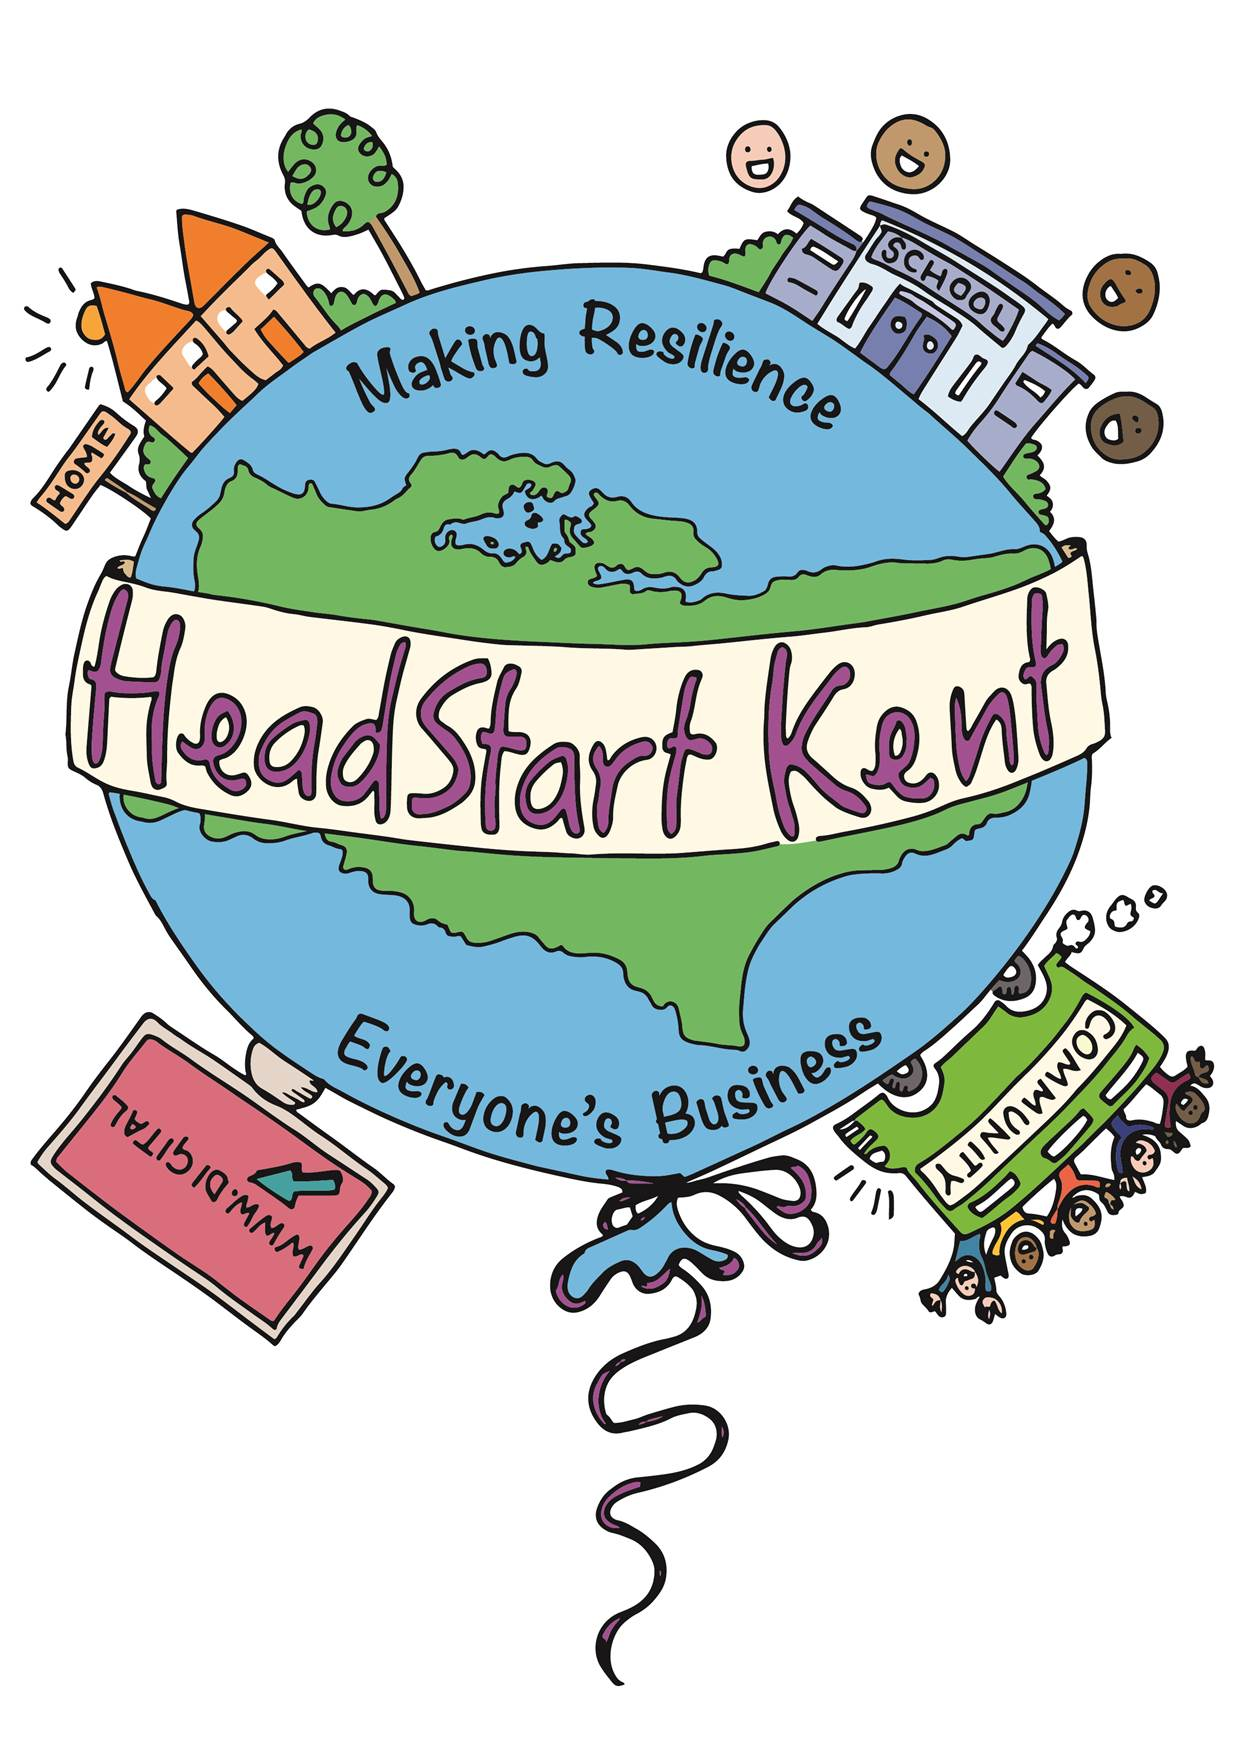 Making Resilience
SCHOOL
HOME
HeadStart Kent
COMMUNITY
Everyone's Business
WWW.DIGITAL